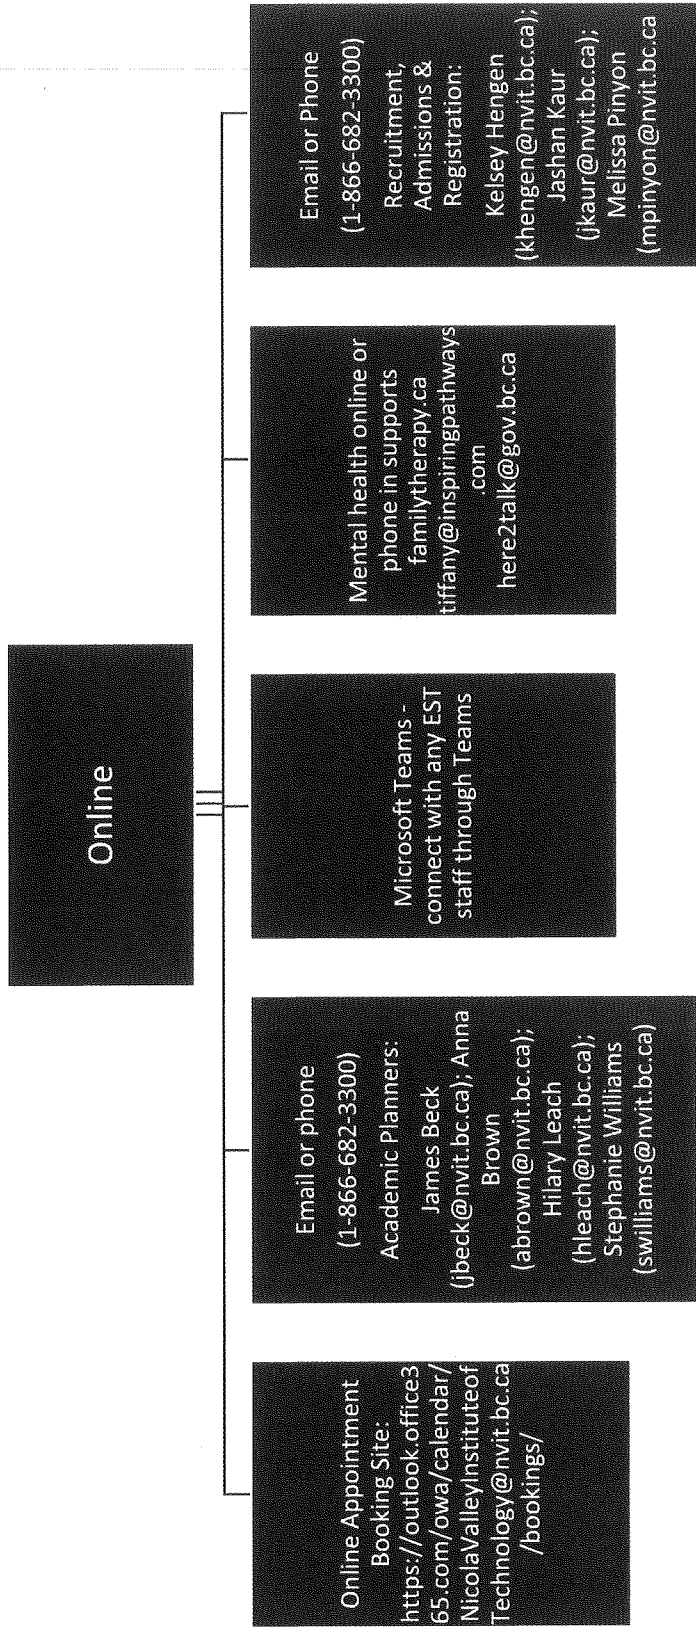 Online
Online Appointment
Booking Site:
https://outlook.office3
65.com/owa/calendar/
NicolaValleyInstituteof
Technology@nvit.bc.ca
/bookings/
Email or phone
(1-866-682-3300)
Academic Planners:
James Beck
(jbeck@nvit.bc.ca); Anna
Brown
(abrown@nvit.bc.ca);
Hilary Leach
(hleach@nvit.bc.ca);
Stephanie Williams
(swilliams@nvit.bc.ca)
Microsoft Teams -
connect with any EST
staff through Teams
Mental health online or
phone in supports
familytherapy.ca
tiffany@inspiringpathways
.com
here2talk@gov.bc.ca
Email or Phone
(1-866-682-3300)
Recruitment,
Admissions &
Registration:
Kelsey Hengen
(khengen@nvit.bc.ca);
Jashan Kaur
(jkaur@nvit.bc.ca);
Melissa Pinyon
(mpinyon@nvit.bc.ca